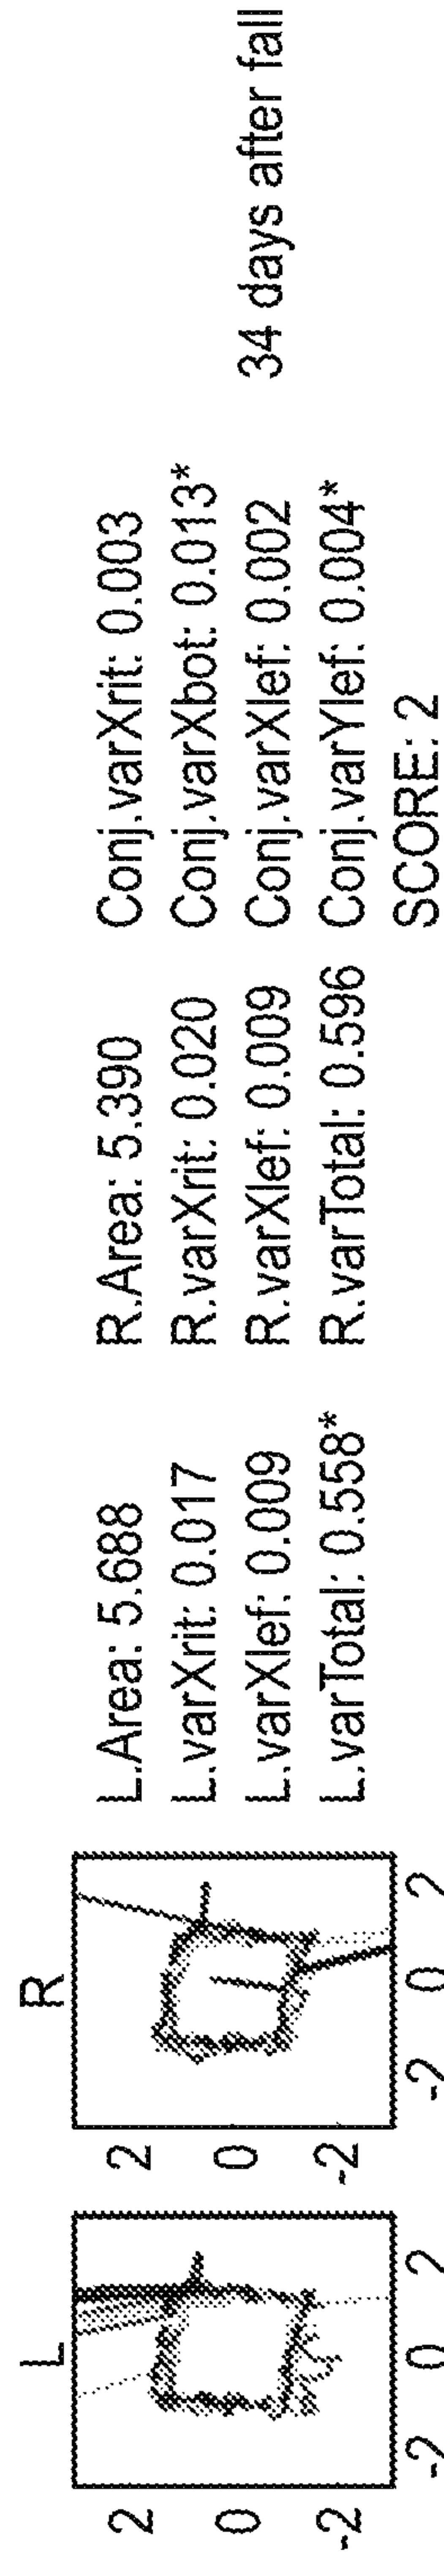 L
R
2
0
-2
-2
0
2
2
0
-2
-2
0
2
L.Area: 5.688
L.varXrit: 0.017
L.varXlef: 0.009
L.varTotal: 0.558*
R.Area: 5.390
R.varXrit: 0.020
R.varXlef: 0.009
R.varTotal: 0.596
Conj.varXrit: 0.003
Conj.varXbot: 0.013*
Conj.varXlef: 0.002
Conj.varYlef: 0.004*
SCORE: 2
34 days after fall